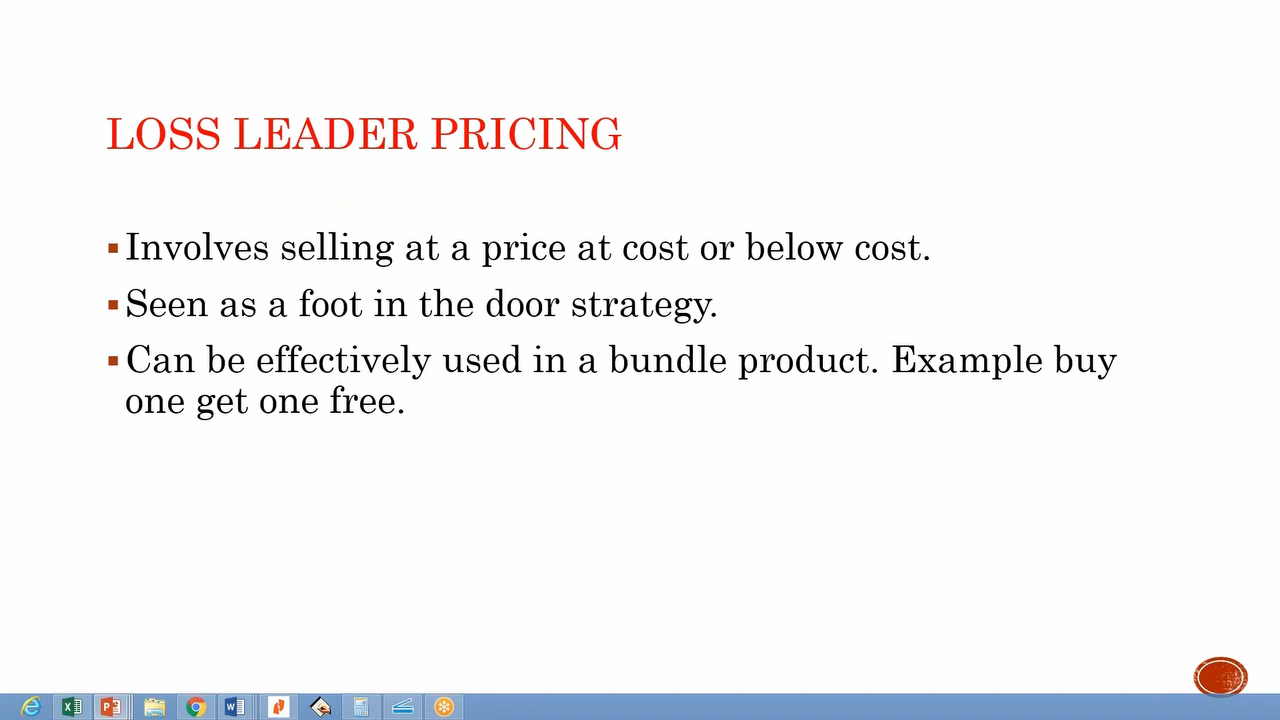 LOSS LEADER PRICING
▪Involves selling at a price at cost or below cost.
▪Seen as a foot in the door strategy.
▪Can be effectively used in a bundle product. Example buy
one get one free.